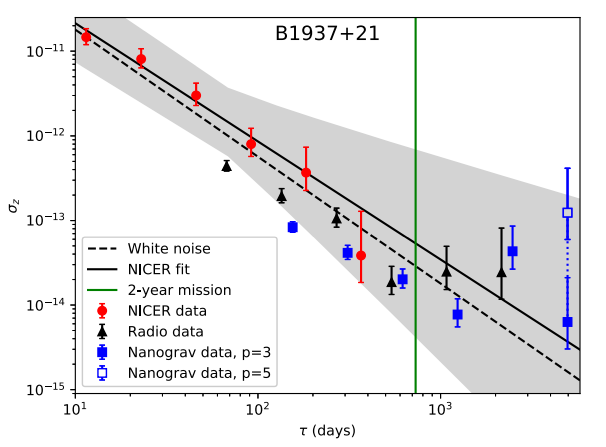 B1937+21
10⁻¹¹
10⁻¹²
10⁻¹³
10⁻¹⁴
10⁻¹⁵
σ_z
White noise
NICER fit
2-year mission
NICER data
Radio data
Nanograv data, p=3
Nanograv data, p=5
10¹ 10² 10³
τ (days)